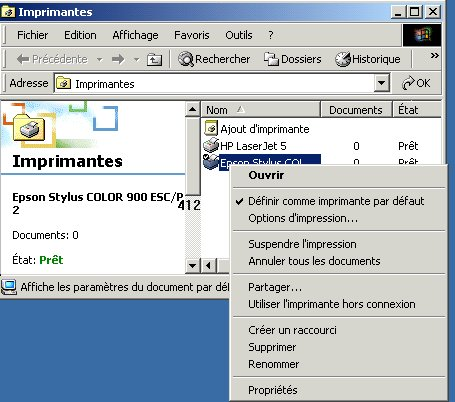 Imprimantes
Fichier Edition Affichage Favoris Outils ?
Précédente Rechercher Dossiers Historique
Adresse Imprimantes OK
Nom Documents État
Ajout d'imprimante
HP LaserJet 5 0 Prêt
Epson Stylus COL... 0 Prêt
Imprimantes
Epson Stylus COLOR 900 ESC/P
2
412
Documents: 0
État: Prêt
Affiche les paramètres du document par dé
Ouvrir
Définir comme imprimante par défaut
Options d'impression...
Suspendre l'impression
Annuler tous les documents
Partager...
Utiliser l'imprimante hors connexion
Créer un raccourci
Supprimer
Renommer
Propriétés